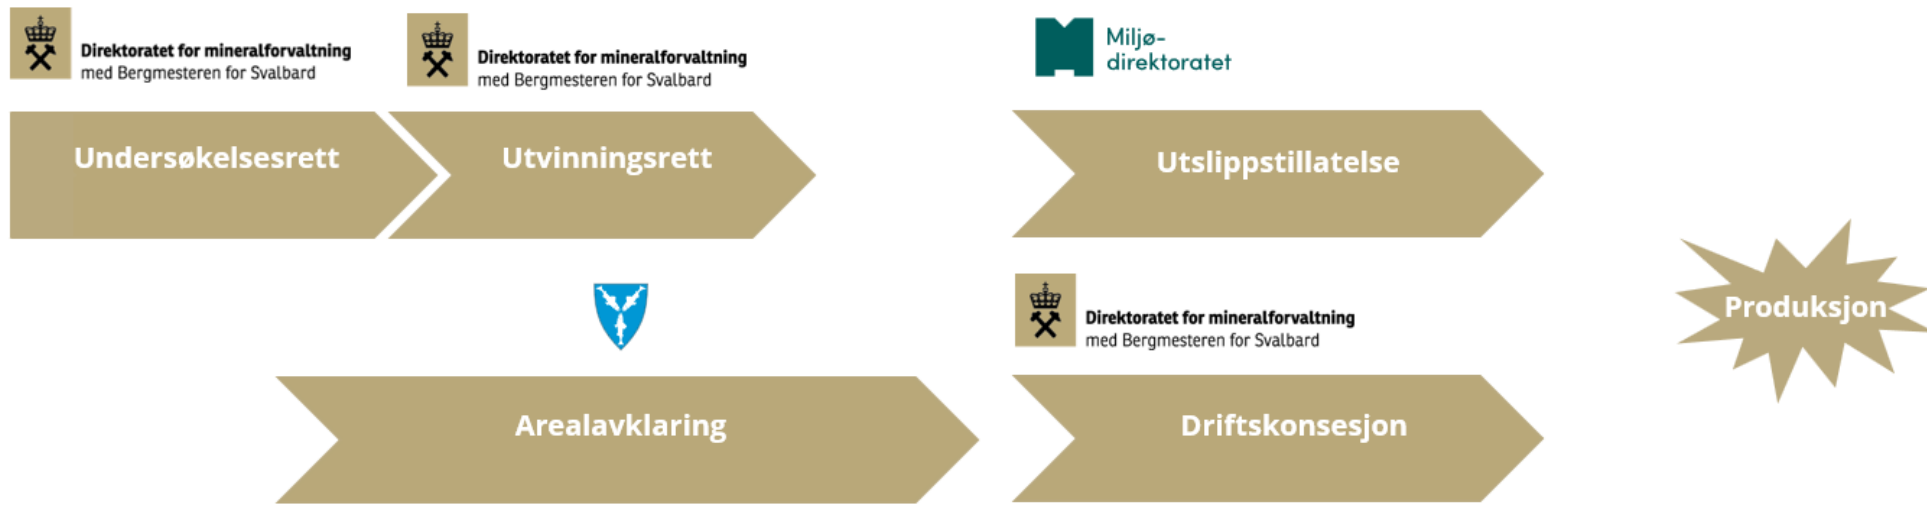 Direktoratet for mineralforvaltning
med Bergmesteren for Svalbard
Direktoratet for mineralforvaltning
med Bergmesteren for Svalbard
Miljø-
direktoratet
Undersøkelsesrett
Utvinningsrett
Utslippstillatelse
Direktoratet for mineralforvaltning
med Bergmesteren for Svalbard
Produksjon
Arealavklaring
Driftskonsesjon